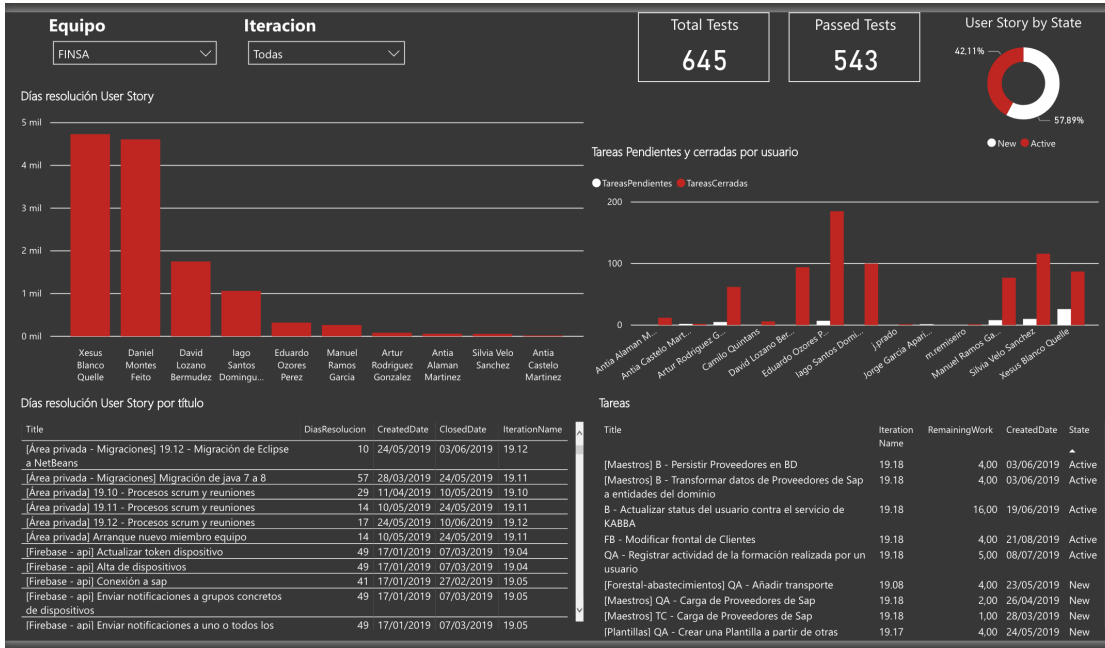 Equipo
Iteracion
FINSA
Todas
Total Tests
645
Passed Tests
543
User Story by State
42,11%
57,89%
New Active
Días resolución User Story
5 mil
4 mil
3 mil
2 mil
1 mil
0 mil
Xesus Blanco Quelle
Daniel Montes Feito
David Lozano Bermudez
Iago Santos Domingu...
Eduardo Ozores Perez
Manuel Ramos Garcia
Artur Rodriguez Gonzalez
Antia Alaman Martinez
Silvia Velo Sanchez
Antia Castelo Martinez
Tareas Pendientes y cerradas por usuario
TareasPendientes TareasCerradas
200
100
0
Antia Alaman M...
Antia Castelo Mart...
Artur Rodriguez G...
Camilo Quintans
David Lozano Ber...
Eduardo Ozores P...
Iago Santos Domi...
j.prado
Jorge Garcia Apari...
m.remiseiro
Manuel Ramos Ga...
Silvia Velo Sanchez
Xesus Blanco Quelle
Días resolución User Story por título
Title DiasResolucion CreatedDate ClosedDate IterationName
[Área privada - Migraciones] 19.12 - Migración de Eclipse
a NetBeans 10 24/05/2019 03/06/2019 19.12
[Área privada - Migraciones] Migración de java 7 a 8 57 28/03/2019 24/05/2019 19.11
[Área privada] 19.10 - Procesos scrum y reuniones 29 11/04/2019 10/05/2019 19.10
[Área privada] 19.11 - Procesos scrum y reuniones 14 10/05/2019 24/05/2019 19.11
[Área privada] 19.12 - Procesos scrum y reuniones 17 24/05/2019 10/06/2019 19.12
[Área privada] Arranque nuevo miembro equipo 14 10/05/2019 24/05/2019 19.11
[Firebase - api] Actualizar token dispositivo 49 17/01/2019 07/03/2019 19.04
[Firebase - api] Alta de dispositivos 49 17/01/2019 07/03/2019 19.04
[Firebase - api] Conexión a sap 41 17/01/2019 27/02/2019 19.05
[Firebase - api] Enviar notificaciones a grupos concretos
de dispositivos 49 17/01/2019 07/03/2019 19.05
[Firebase - api] Enviar notificaciones a uno o todos los 49 17/01/2019 07/03/2019 19.05
Tareas
Title Iteration Name RemainingWork CreatedDate State
[Maestros] B - Persistir Proveedores en BD 19.18 4,00 03/06/2019 Active
[Maestros] B - Transformar datos de Proveedores de Sap
a entidades del dominio 19.18 4,00 03/06/2019 Active
B - Actualizar status del usuario contra el servicio de
KABBA 19.18 16,00 19/06/2019 Active
FB - Modificar frontal de Clientes 19.18 4,00 21/08/2019 Active
QA - Registrar actividad de la formación realizada por un
usuario 19.18 5,00 08/07/2019 Active
[Forestal-abastecimientos] QA - Añadir transporte 19.08 4,00 23/05/2019 New
[Maestros] QA - Carga de Proveedores de Sap 19.18 2,00 26/04/2019 New
[Maestros] TC - Carga de Proveedores de Sap 19.18 1,00 28/03/2019 New
[Plantillas] QA - Crear una Plantilla a partir de otras 19.17 4,00 24/05/2019 New